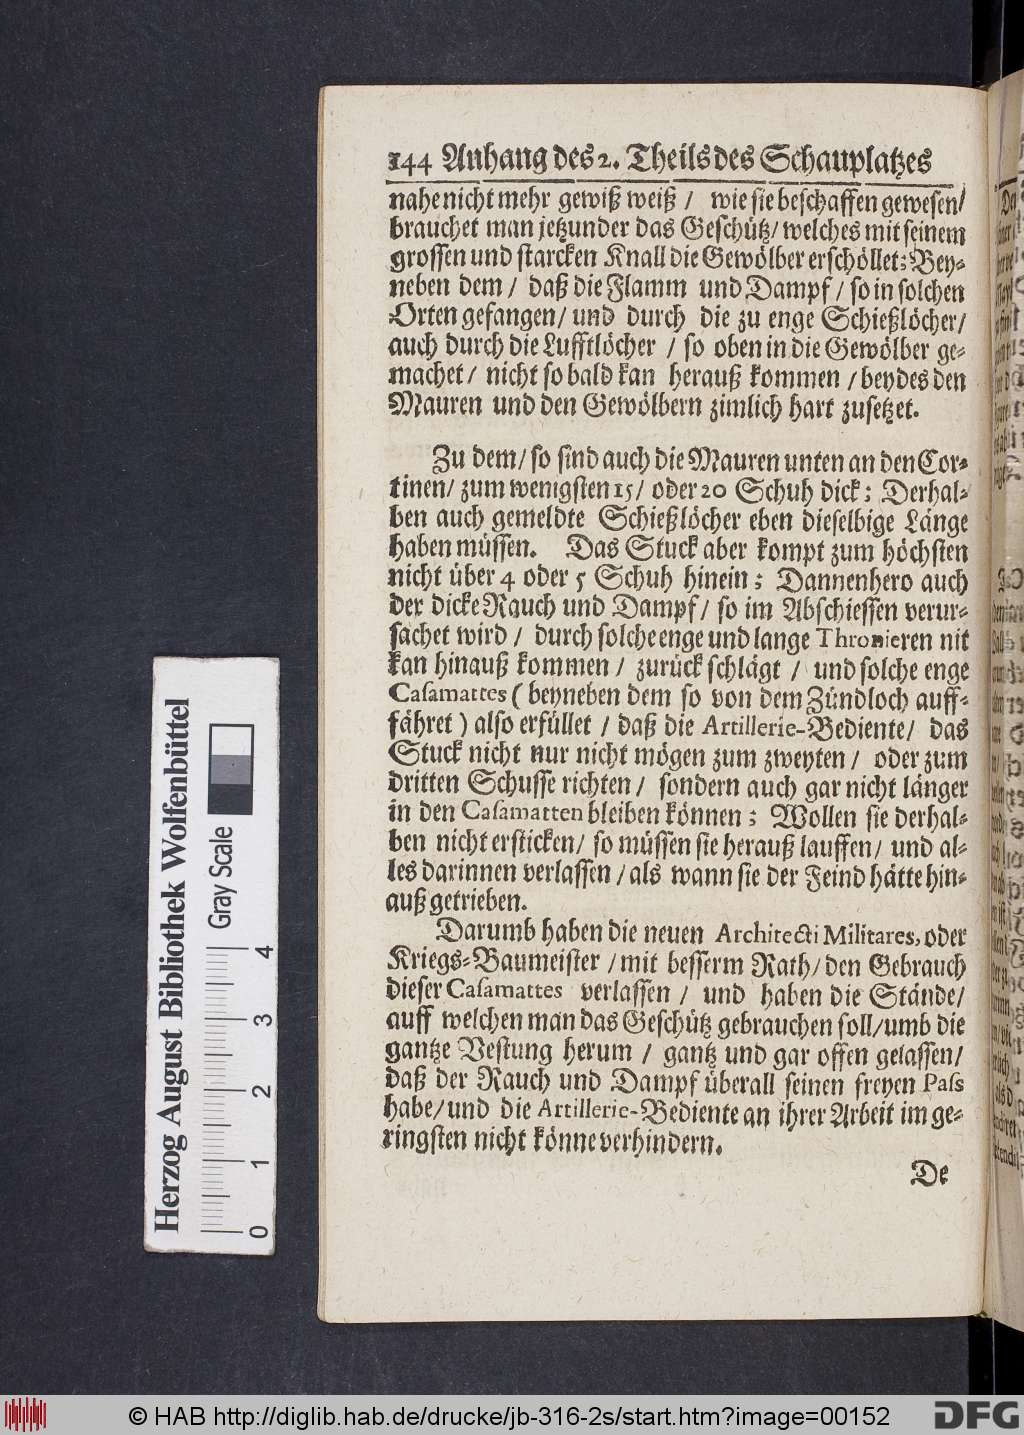 144 Anhang des 2. Theils des Schauplatzes
nahe nicht mehr gewiß weiß / wie sie beschaffen gewesen/
brauchet man jetzunder das Geschütz/ welches mit seinem
grossen und starcken Knall die Gewölber erschöllet; Bey-
neben dem / daß die Flamm und Dampf / so in solchen
Orten gefangen/ und durch die zu enge Schießlöcher/
auch durch die Lufftlöcher / so oben in die Gewölber ge-
machet/ nicht so bald kan herauß kommen / beydes den
Mauren und den Gewölbern zimlich hart zusetzet.
Zu dem/ so sind auch die Mauren unten an den Cor-
tinen/ zum wenigsten 15/ oder 20 Schuh dick; Derhal-
ben auch gemeldte Schießlöcher eben dieselbige Länge
haben müssen. Das Stuck aber kompt zum höchsten
nicht über 4 oder 5 Schuh hinein; Dannenhero auch
der dicke Rauch und Dampf/ so im Abschiessen verur-
sachet wird / durch solche enge und lange Thronieren nit
kan hinauß kommen / zurück schlägt / und solche enge
Casamattes ( beyneben dem so von dem Zündloch auff-
fähret ) also erfüllet / daß die Artillerie-Bediente/ das
Stuck nicht nur nicht mögen zum zweyten / oder zum
dritten Schusse richten / sondern auch gar nicht länger
in den Casamatten bleiben können; Wollen sie derhal-
ben nicht ersticken/ so müssen sie herauß lauffen/ und al-
les darinnen verlassen / als wann sie der Feind hätte hin-
auß getrieben.
Darumb haben die neuen Architecti Militares, oder
Kriegs-Baumeister / mit besserm Rath/ den Gebrauch
dieser Casamattes verlassen / und haben die Stände/
auff welchen man das Geschütz gebrauchen soll/ umb die
gantze Vestung herum / gantz und gar offen gelassen/
daß der Rauch und Dampf überall seinen freyen Pass
habe/ und die Artillerie-Bediente an ihrer Arbeit im ge-
ringsten nicht könne verhindern.
De
Herzog August Bibliothek Wolfenbüttel
Gray Scale
0 1 2 3 4
© HAB http://diglib.hab.de/drucke/jb-316-2s/start.htm?image=00152
DFG